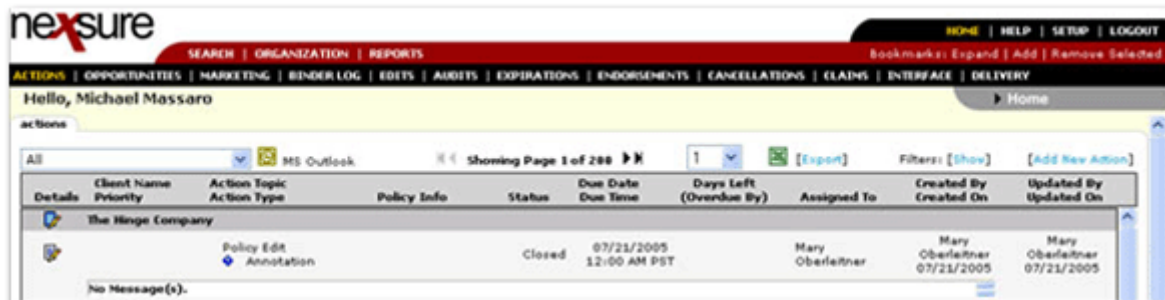 nexsure
HOME | HELP | SETUP | LOGOUT
SEARCH | ORGANIZATION | REPORTS
Bookmarks: Expand | Add | Remove Selected
ACTIONS | OPPORTUNITIES | MARKETING | BINDER LOG | EDITS | AUDITS | EXPIRATIONS | ENDORSEMENTS | CANCELLATIONS | CLAIMS | INTERFACE | DELIVERY
Hello, Michael Massaro
Home
actions
All MS Outlook Showing Page 1 of 288 1 [Export] Filters: [Show] [Add New Action]
Client Name Action Topic Due Date Days Left Created By Updated By
Details Priority Action Type Policy Info Status Due Time (Overdue By) Assigned To Created On Updated On
The Hinge Company
Policy Edit Closed 07/21/2005 Mary Mary Mary
Annotation 12:00 AM PST Oberleitner Oberleitner Oberleitner
07/21/2005 07/21/2005
No Message(s).